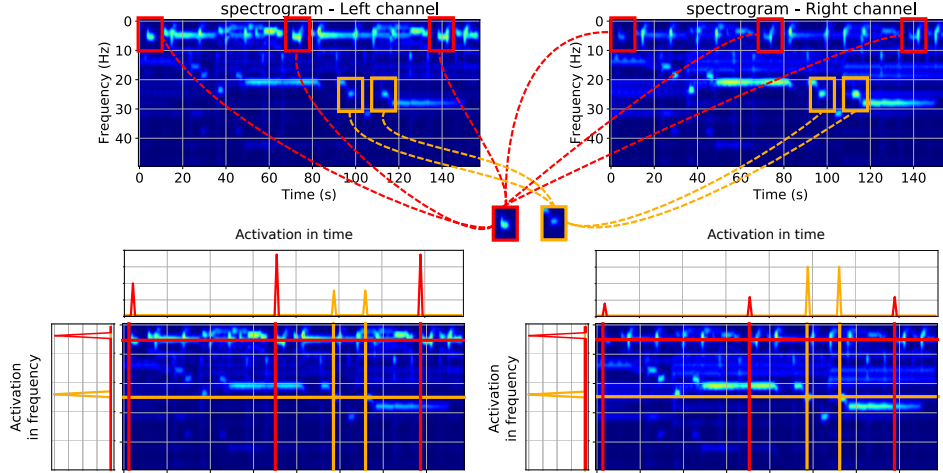 spectrogram - Left channel
0
10
20
30
40
Frequency (Hz)
0 20 40 60 80 100 120 140
Time (s)
spectrogram - Right channel
0
10
20
30
40
Frequency (Hz)
0 20 40 60 80 100 120 140
Time (s)
Activation in time
Activation in time
Activation
in frequency
Activation
in frequency